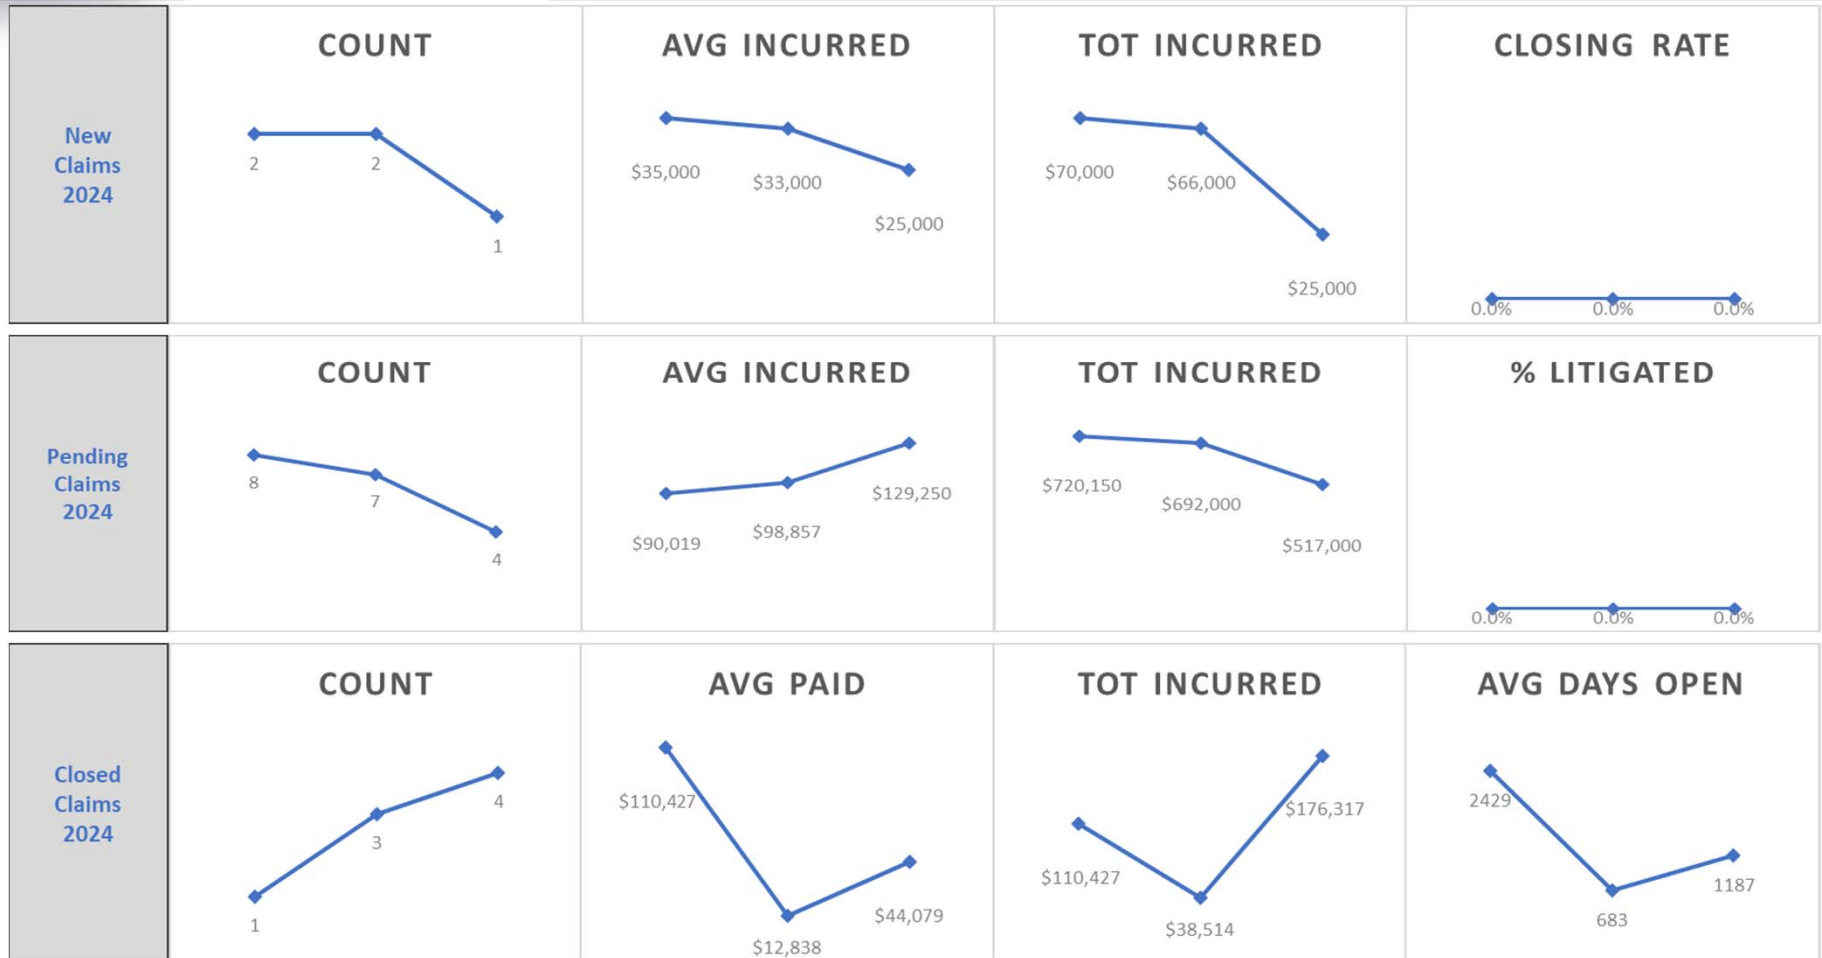 New
Claims
2024
COUNT
2
2
1
AVG INCURRED
$35,000
$33,000
$25,000
TOT INCURRED
$70,000
$66,000
$25,000
CLOSING RATE
0.0%
0.0%
0.0%
Pending
Claims
2024
COUNT
8
7
4
AVG INCURRED
$90,019
$98,857
$129,250
TOT INCURRED
$720,150
$692,000
$517,000
% LITIGATED
0.0%
0.0%
0.0%
Closed
Claims
2024
COUNT
1
3
4
AVG PAID
$110,427
$12,838
$44,079
TOT INCURRED
$110,427
$38,514
$176,317
AVG DAYS OPEN
2429
683
1187